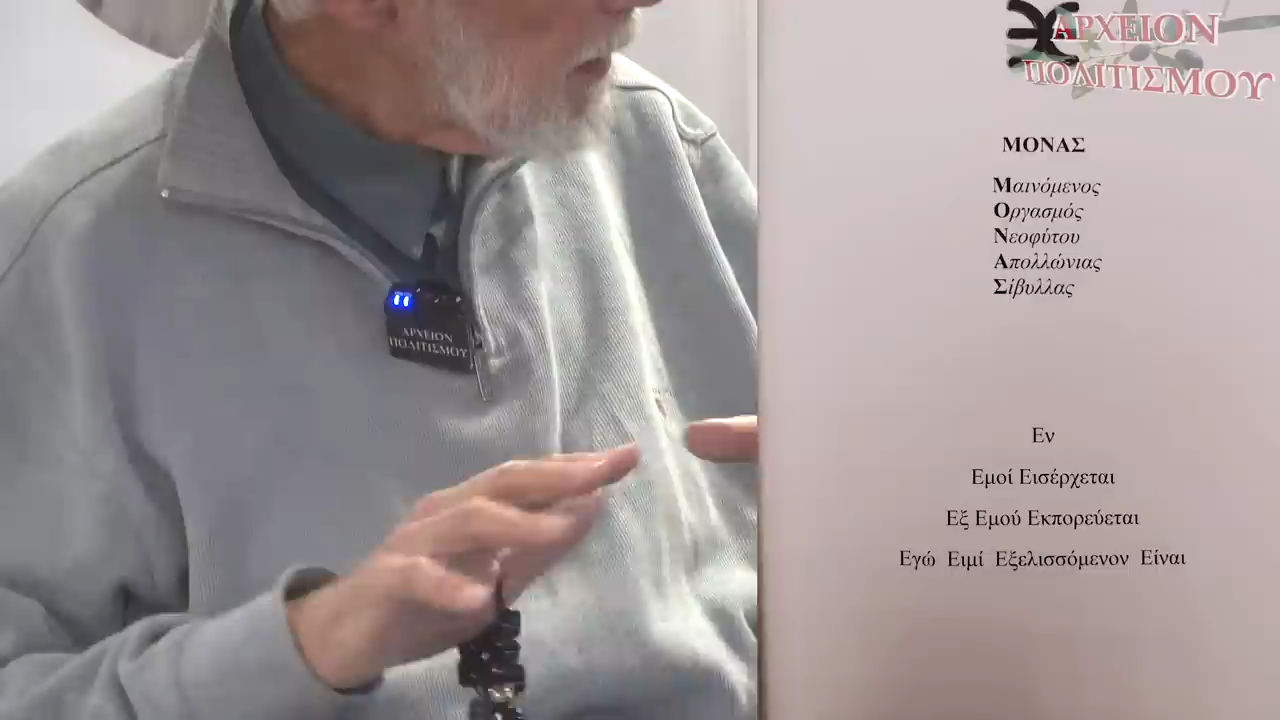 ΑΡΧΕΙΟΝ
ΠΟΛΙΤΙΣΜΟΥ
ΜΟΝΑΣ
Μαινόμενος
Οργασμός
Νεοφύτου
Απολλώνιας
Σίβυλλας
Εν
Εμοί Εισέρχεται
Εξ Εμού Εκπορεύεται
Εγώ Ειμί Εξελισσόμενον Είναι
ΑΡΧΕΙΟΝ
ΠΟΛΙΤΙΣΜΟΥ